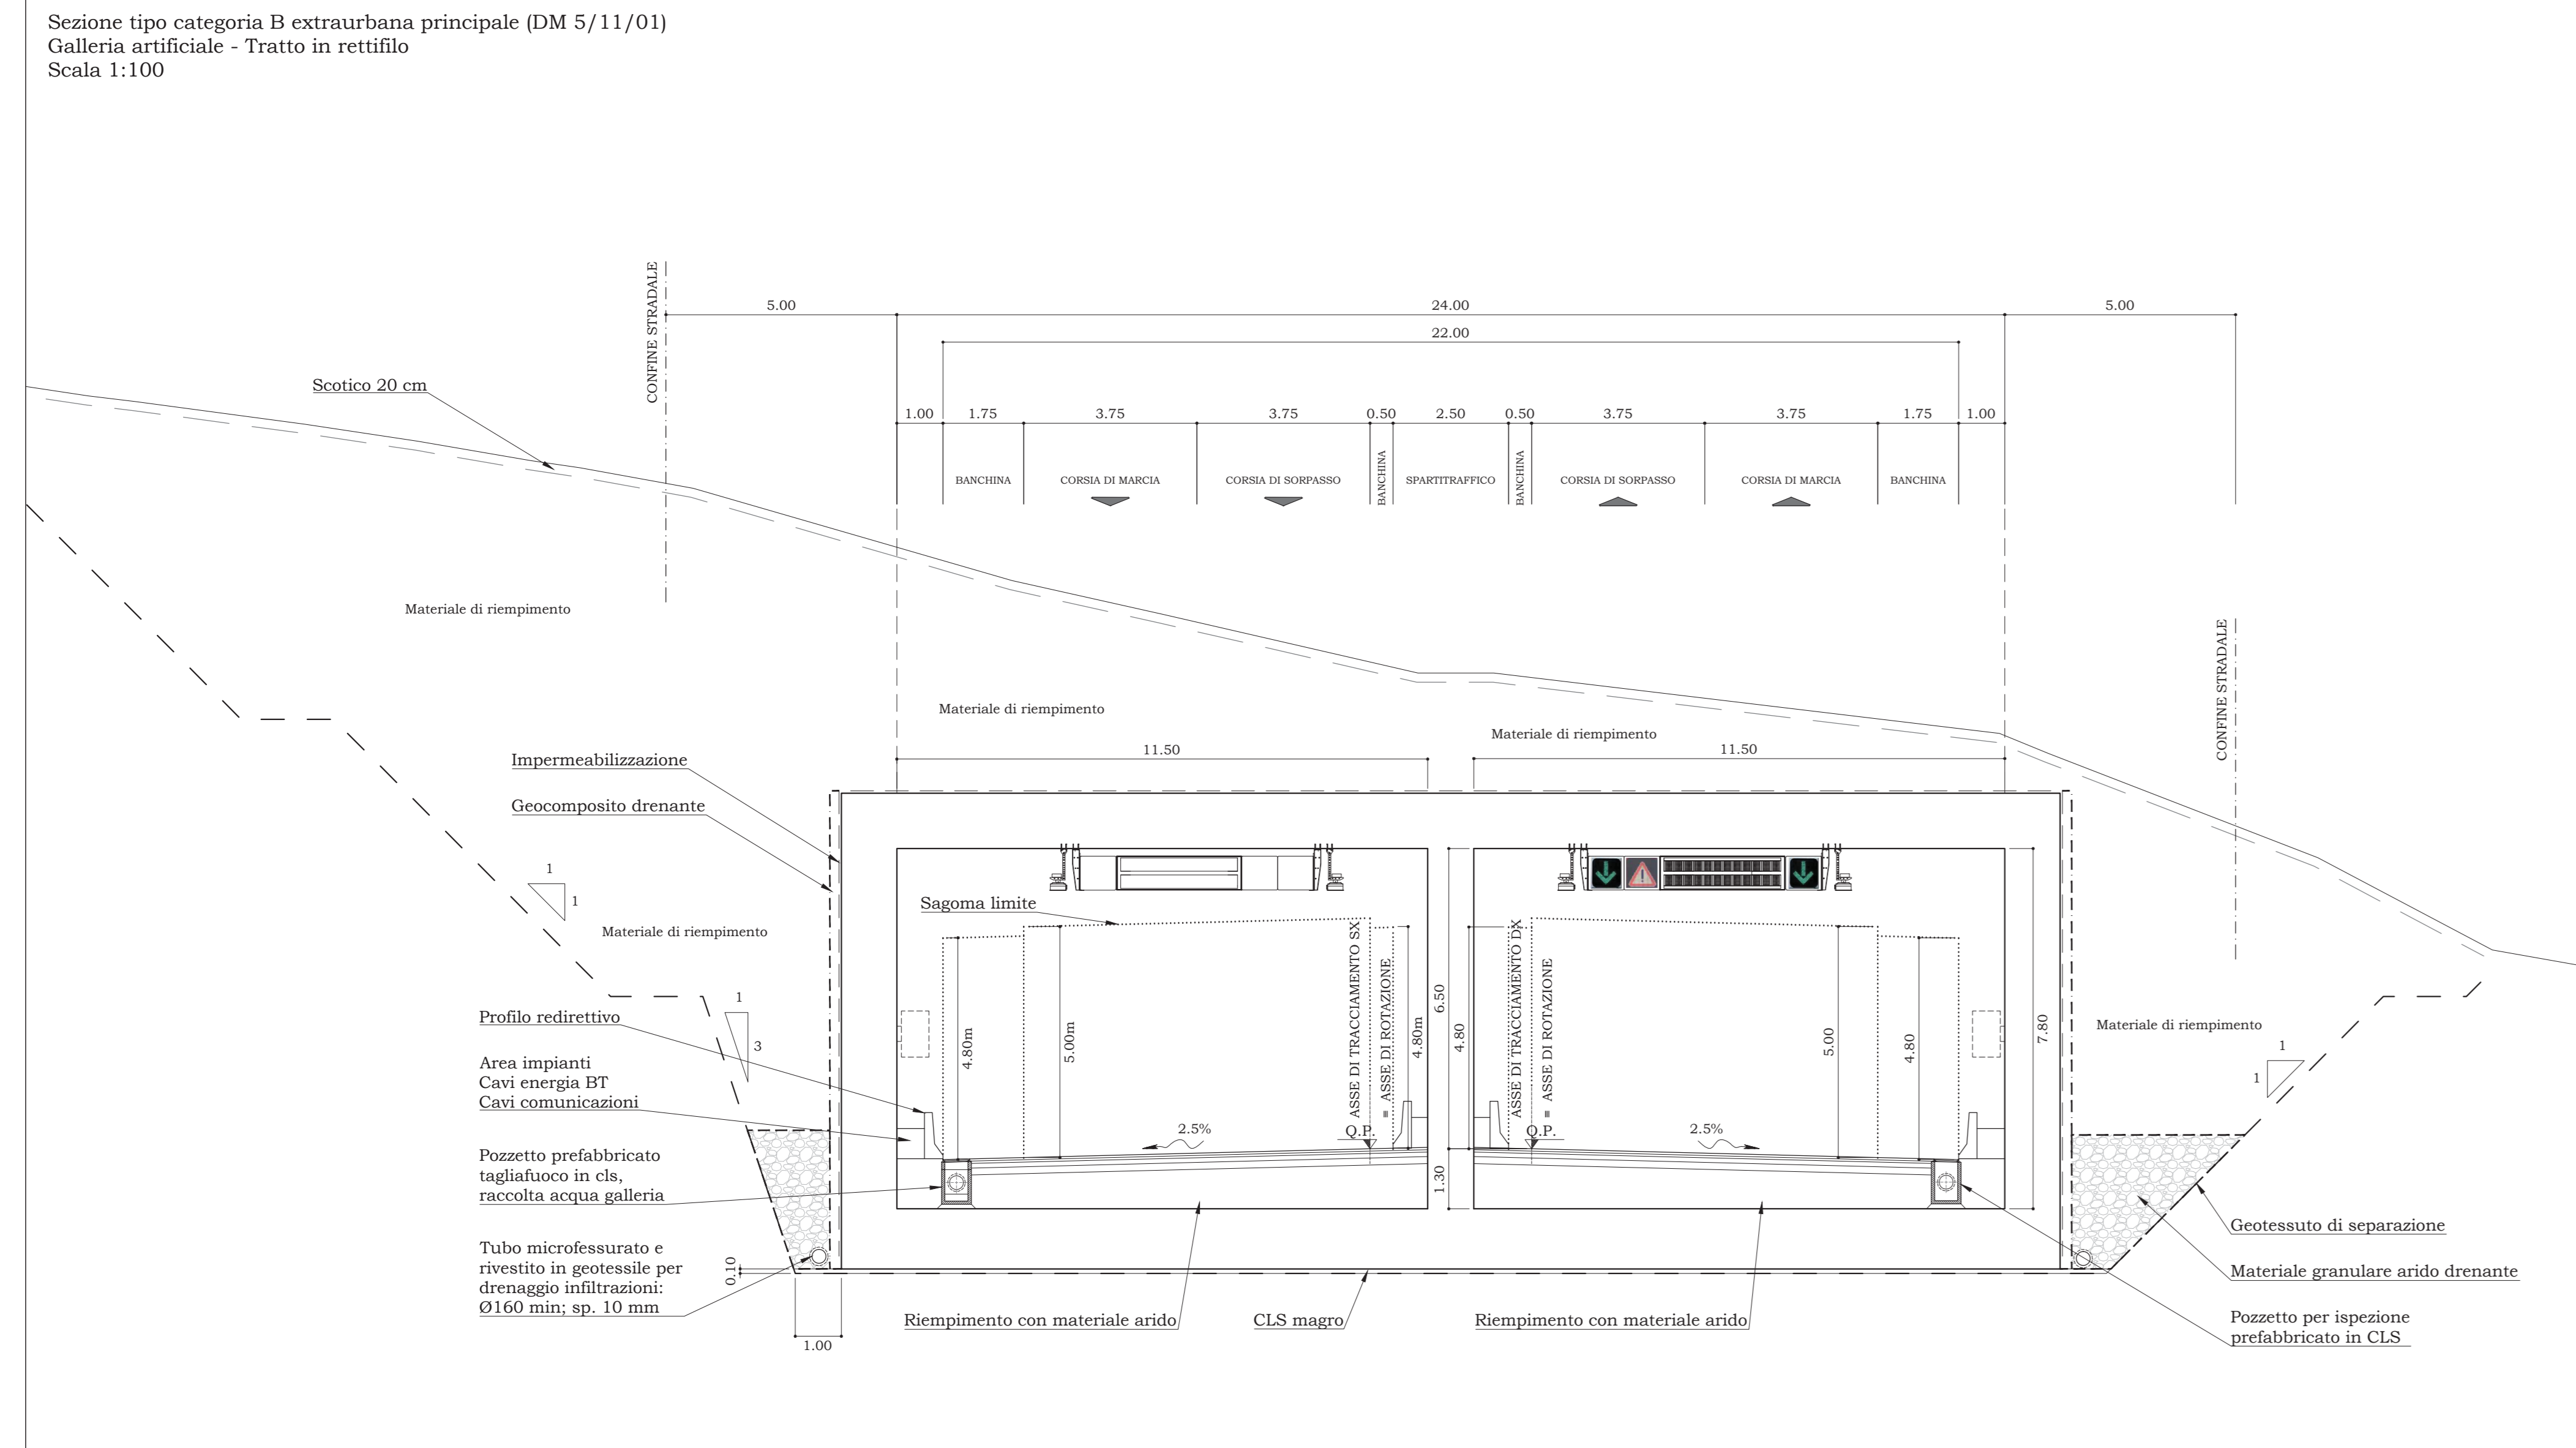 Sezione tipo categoria B extraurbana principale (DM 5/11/01)
Galleria artificiale - Tratto in rettifilo
Scala 1:100
CONFINE STRADALE
5.00
24.00
5.00
22.00
Scotico 20 cm
1.00
1.75
3.75
3.75
0.50
2.50
0.50
3.75
3.75
1.75
1.00
BANCHINA
CORSIA DI MARCIA
CORSIA DI SORPASSO
BANCHINA
SPARTITRAFFICO
BANCHINA
CORSIA DI SORPASSO
CORSIA DI MARCIA
BANCHINA
Materiale di riempimento
CONFINE STRADALE
Materiale di riempimento
Materiale di riempimento
11.50
11.50
Impermeabilizzazione
Geocomposito drenante
1
1
Sagoma limite
Materiale di riempimento
1
3
Profilo redirettivo
Area impianti
Cavi energia BT
Cavi comunicazioni
4.80m
5.00m
ASSE DI TRACCIAMENTO SX
≡ ASSE DI ROTAZIONE
4.80m
6.50
4.80
ASSE DI TRACCIAMENTO DX
≡ ASSE DI ROTAZIONE
5.00
4.80
7.80
Materiale di riempimento
1
1
2.5%
Q.P.
Q.P.
2.5%
1.30
Pozzetto prefabbricato
tagliafuoco in cls,
raccolta acqua galleria
Tubo microfessurato e
rivestito in geotessile per
drenaggio infiltrazioni:
Ø160 min; sp. 10 mm
0.10
1.00
Riempimento con materiale arido
CLS magro
Riempimento con materiale arido
Geotessuto di separazione
Materiale granulare arido drenante
Pozzetto per ispezione
prefabbricato in CLS